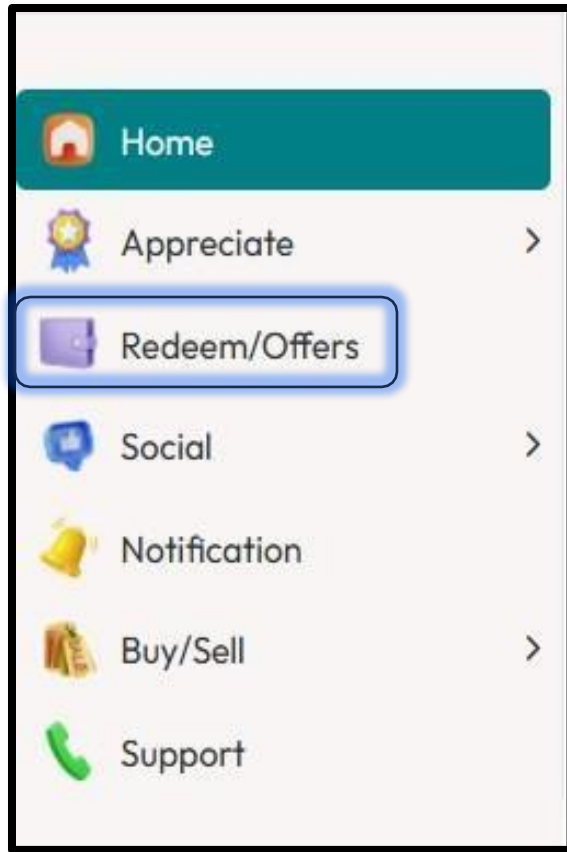 Home
Appreciate
Redeem/Offers
Social
Notification
Buy/Sell
Support